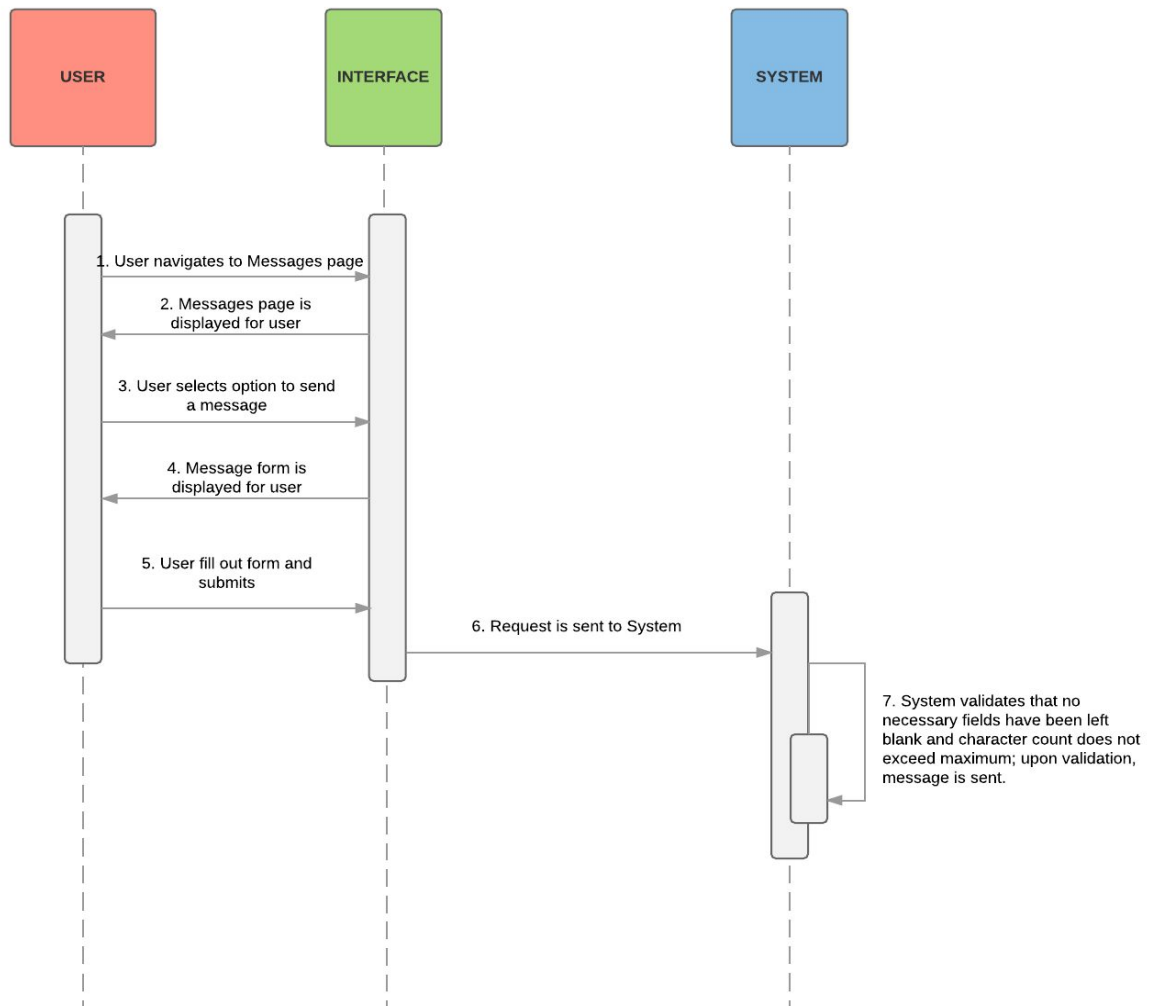 USER
INTERFACE
SYSTEM
1. User navigates to Messages page
2. Messages page is
displayed for user
3. User selects option to send
a message
4. Message form is
displayed for user
5. User fill out form and
submits
6. Request is sent to System
7. System validates that no
necessary fields have been left
blank and character count does not
exceed maximum; upon validation,
message is sent.